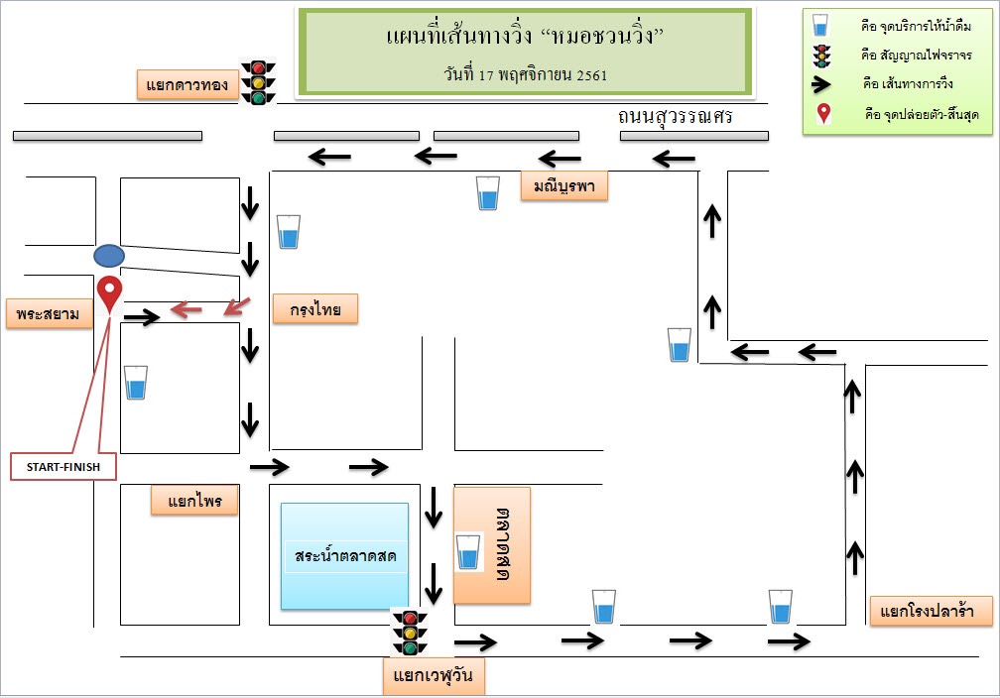 แผนที่เส้นทางวิ่ง “หมอชวนวิ่ง”
วันที่ 17 พฤศจิกายน 2561
คือ จุดบริการให้น้ำดื่ม
คือ สัญญาณไฟจราจร
คือ เส้นทางการวิ่ง
คือ จุดปล่อยตัว-สิ้นสุด
แยกดาวทอง
ถนนสุวรรณศร
มณีบูรพา
พระสยาม
กรุงไทย
START-FINISH
แยกไพร
สระน้ำตลาดสด
ตลาดสด
แยกโรงปลาร้า
แยกเวฬุวัน